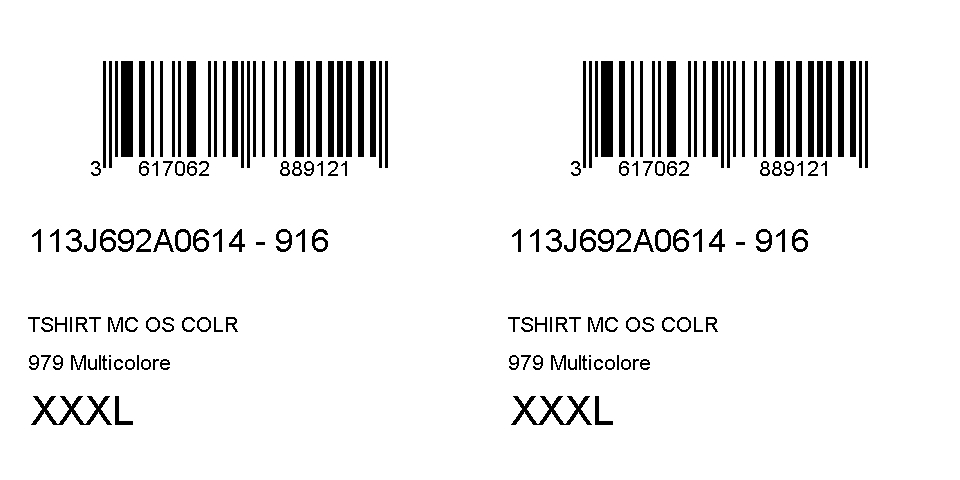 3 617062 889121
113J692A0614 - 916
TSHIRT MC OS COLR
979 Multicolore
XXXL
3 617062 889121
113J692A0614 - 916
TSHIRT MC OS COLR
979 Multicolore
XXXL